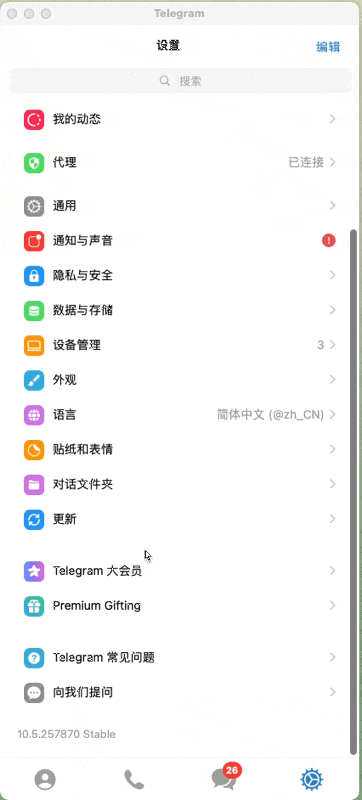 Telegram
设置
编辑
搜索
我的动态
代理
已连接
通用
通知与声音
!
隐私与安全
数据与存储
设备管理
3
外观
语言
简体中文 (@zh_CN)
贴纸和表情
对话文件夹
更新
Telegram 大会员
Premium Gifting
Telegram 常见问题
向我们提问
10.5.257870 Stable
26